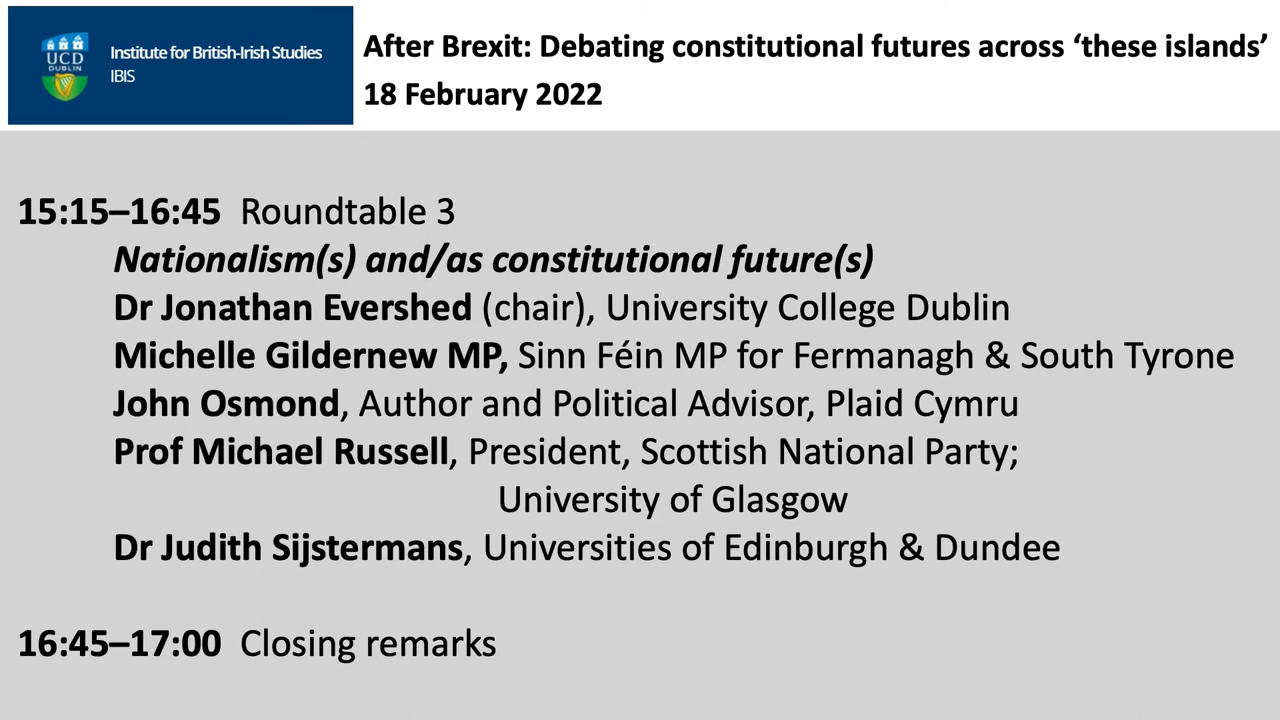 UCD
DUBLIN
Institute for British-Irish Studies
IBIS
After Brexit: Debating constitutional futures across ‘these islands’
18 February 2022
15:15–16:45 Roundtable 3
Nationalism(s) and/as constitutional future(s)
Dr Jonathan Evershed (chair), University College Dublin
Michelle Gildernew MP, Sinn Féin MP for Fermanagh & South Tyrone
John Osmond, Author and Political Advisor, Plaid Cymru
Prof Michael Russell, President, Scottish National Party;
University of Glasgow
Dr Judith Sijstermans, Universities of Edinburgh & Dundee
16:45–17:00 Closing remarks